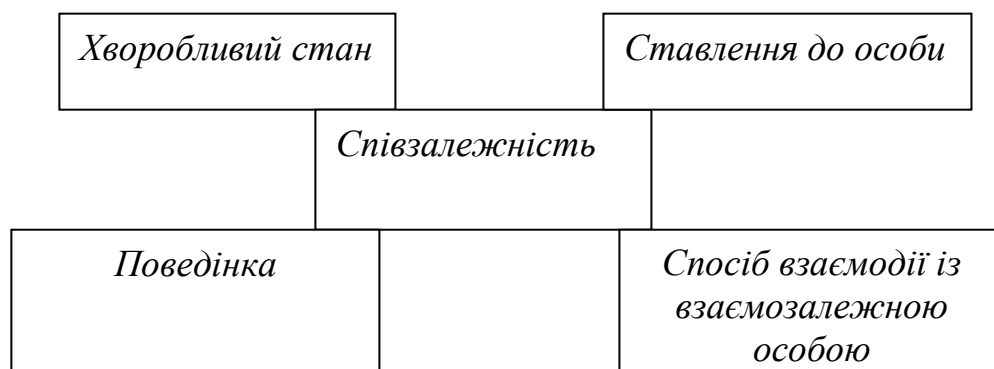 Хворобливий стан
Ставлення до особи
Співзалежність
Поведінка
Спосіб взаємодії із
взаємозалежною
особою